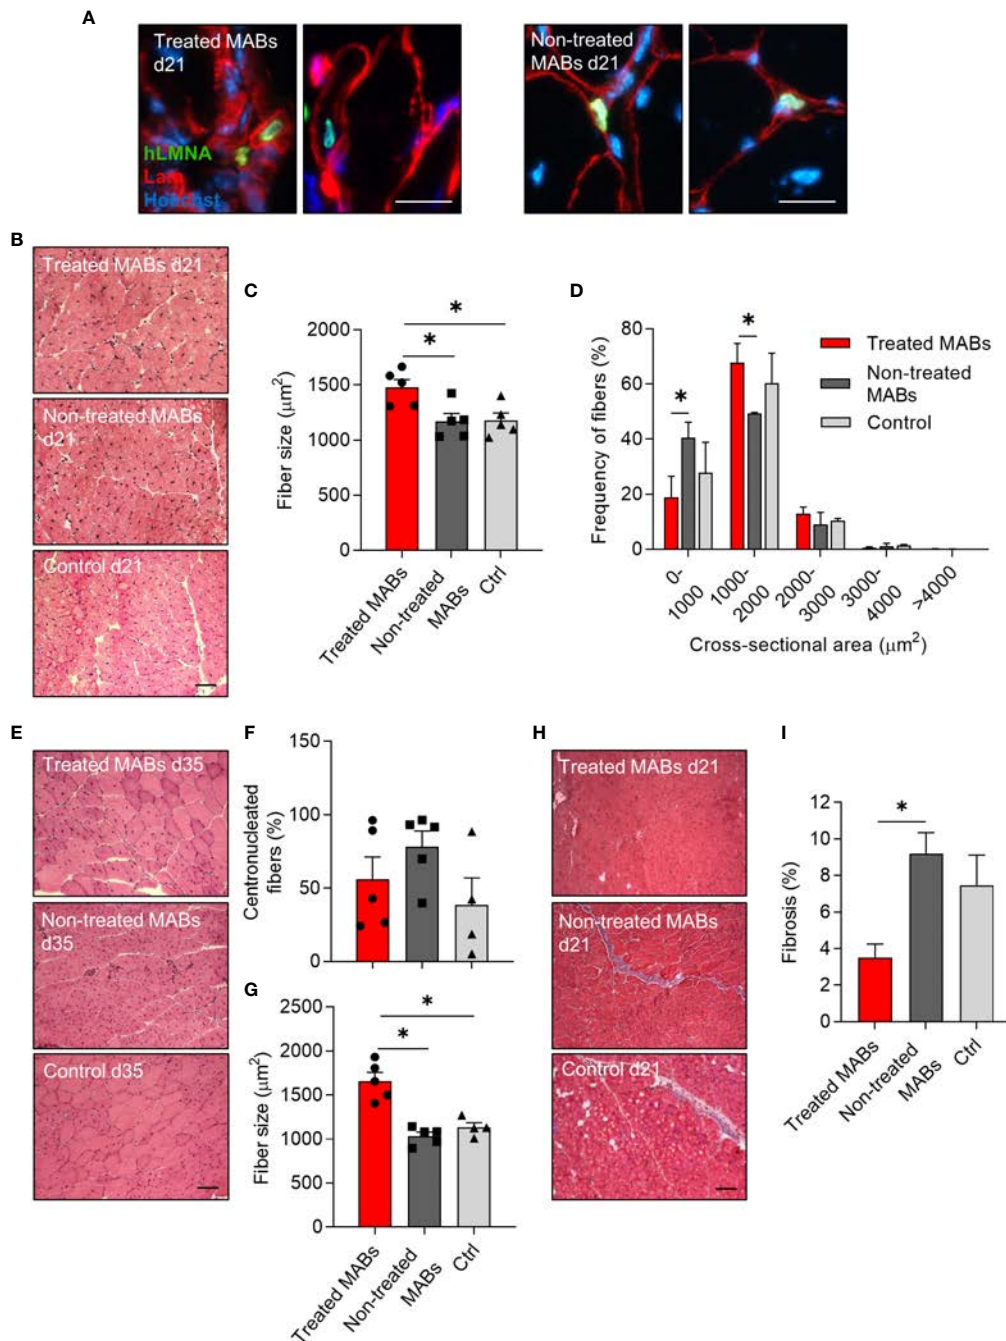 A
Treated MABs
d21
hLMNA
Lam
Hoechst
Non-treated
MABs d21
B
Treated MABs d21
Non-treated MABs
d21
Control d21
C
2000
1500
1000
500
0
Fiber size (μm²)
*
*
Treated MABs
Non-treated
MABs
Ctrl
D
80
60
40
20
0
Frequency of fibers (%)
*
*
Treated MABs
Non-treated
MABs
Control
0-
1000
1000-
2000
2000-
3000
3000-
4000
>4000
Cross-sectional area (μm²)
E
Treated MABs d35
Non-treated MABs
d35
Control d35
F
150
100
50
0
Centronucleated
fibers (%)
G
2500
2000
1500
1000
500
0
Fiber size (μm²)
*
*
Treated MABs
Non-treated
MABs
Ctrl
H
Treated MABs d21
Non-treated MABs
d21
Control d21
I
12
10
8
6
4
2
0
Fibrosis (%)
*
Treated MABs
Non-treated
MABs
Ctrl